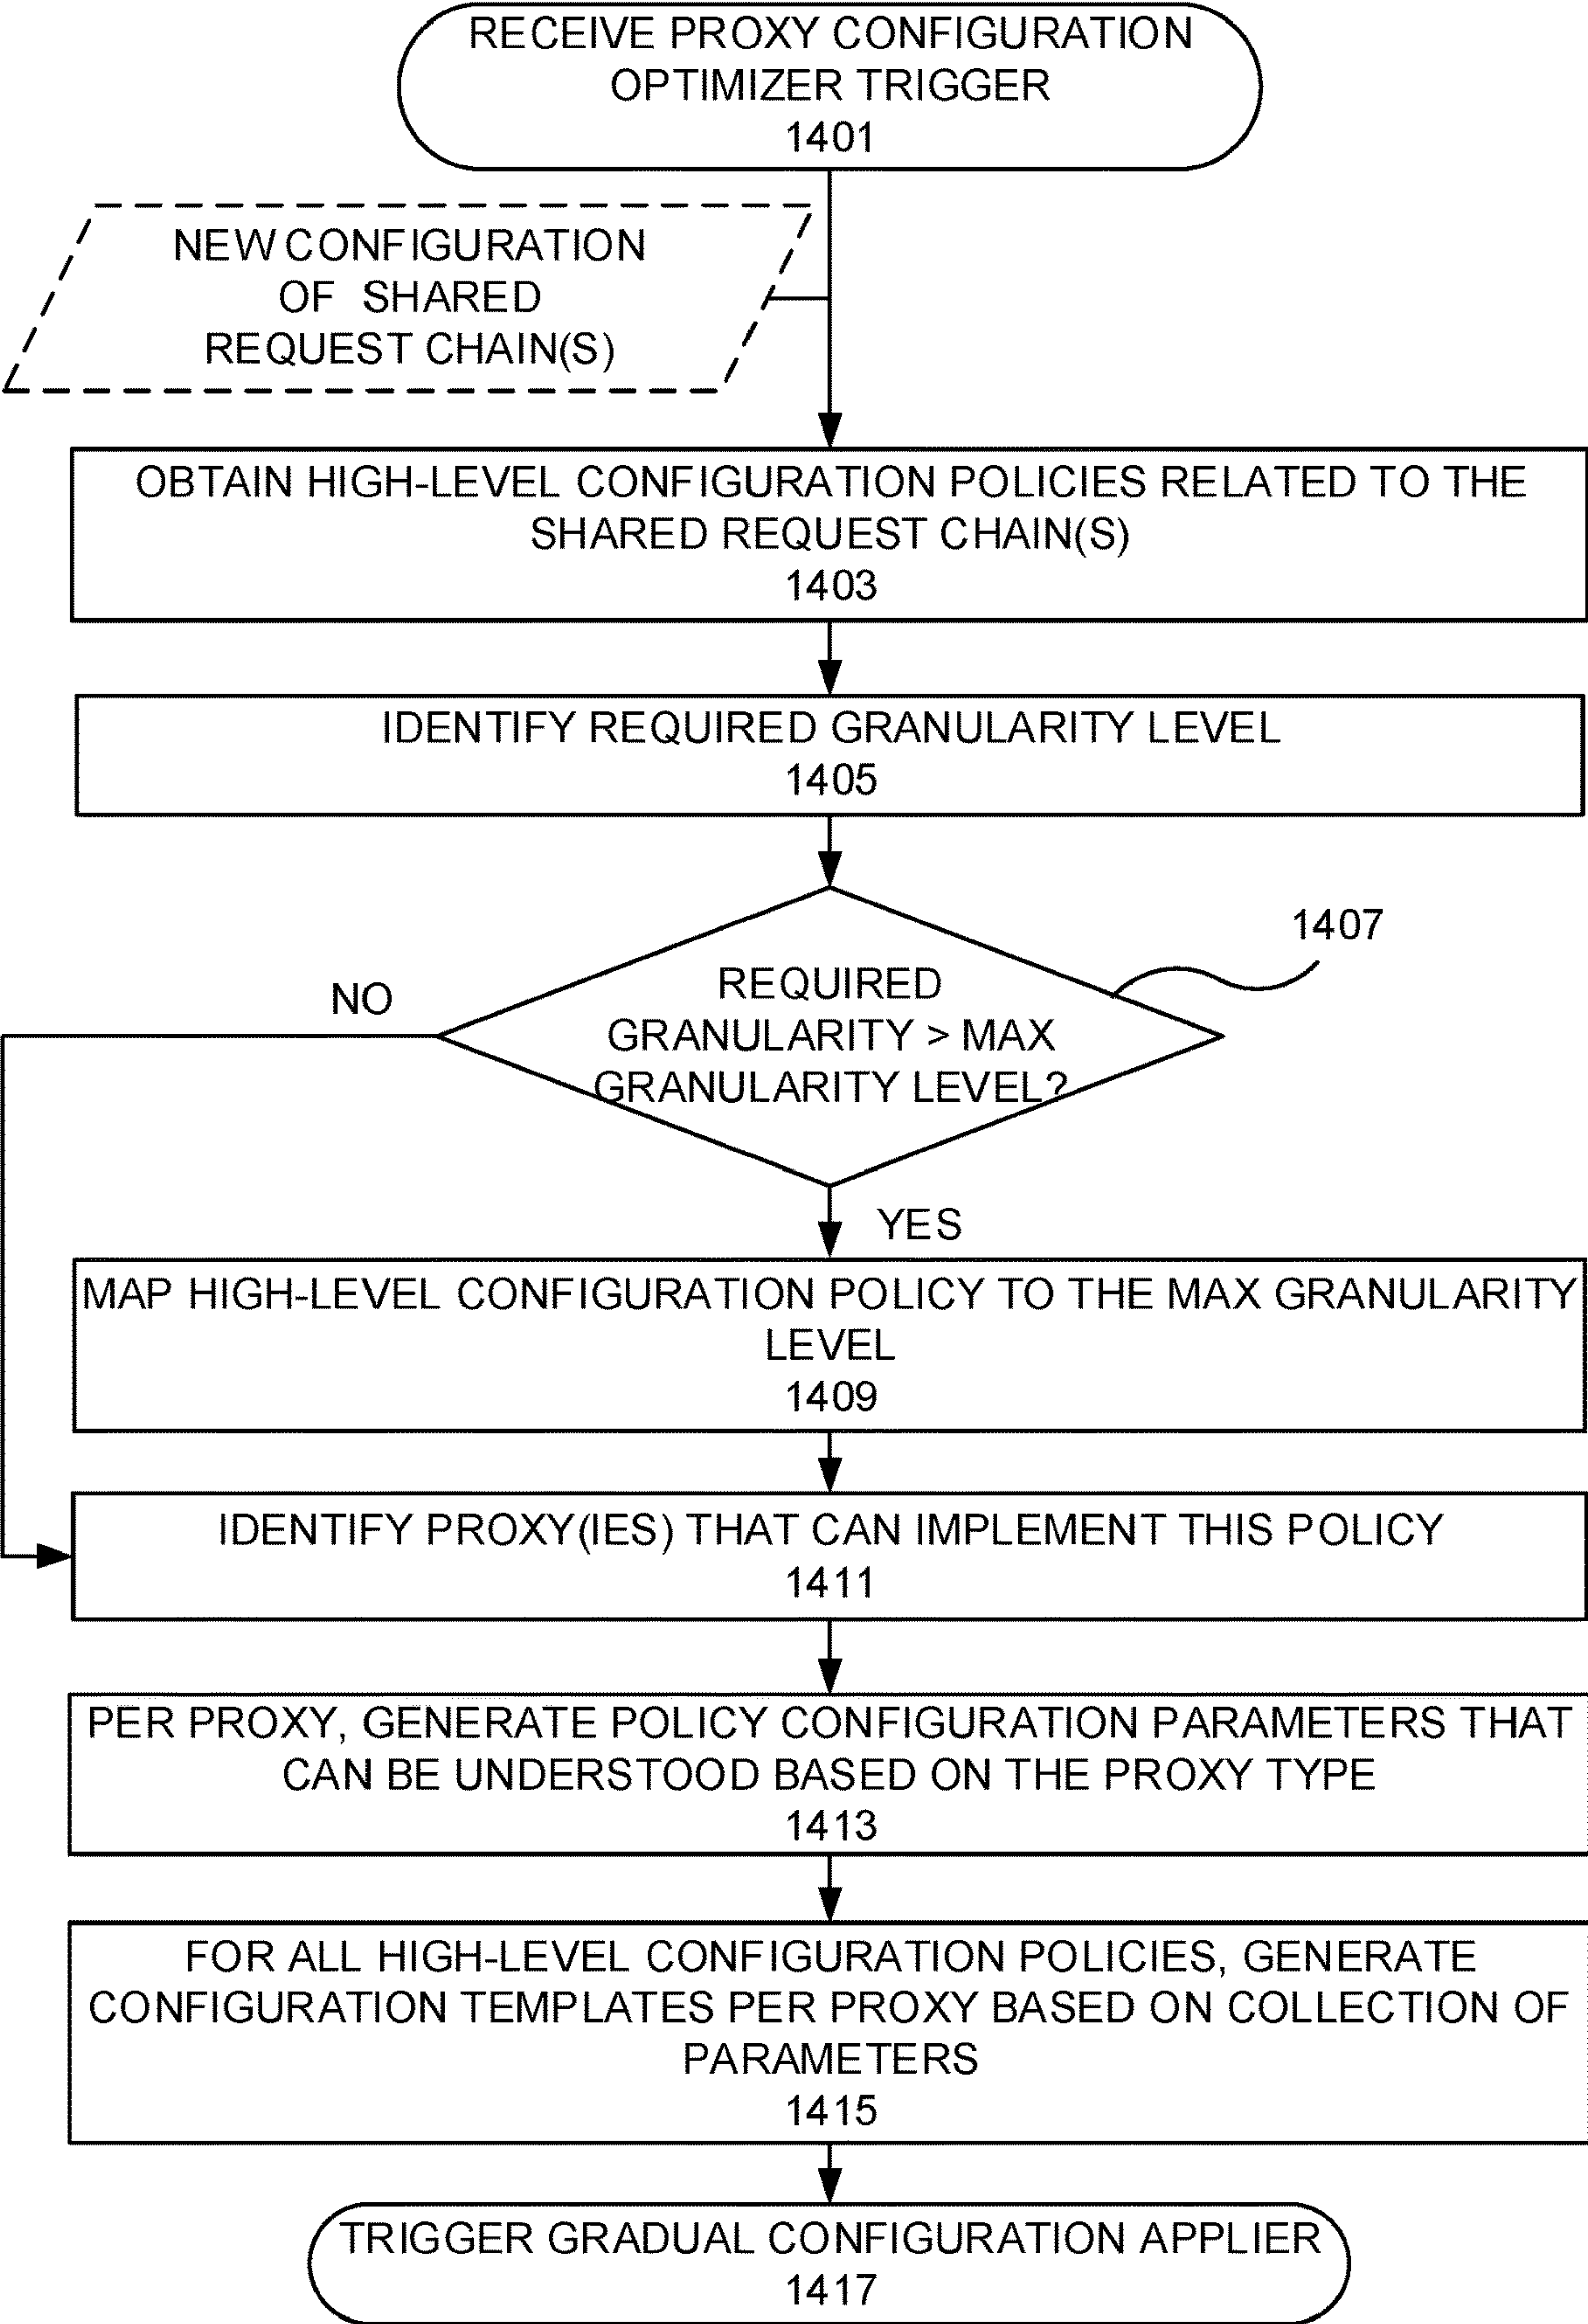 RECEIVE PROXY CONFIGURATION
OPTIMIZER TRIGGER
1401
NEW CONFIGURATION
OF SHARED
REQUEST CHAIN(S)
OBTAIN HIGH-LEVEL CONFIGURATION POLICIES RELATED TO THE
SHARED REQUEST CHAIN(S)
1403
IDENTIFY REQUIRED GRANULARITY LEVEL
1405
1407
NO
REQUIRED
GRANULARITY > MAX
GRANULARITY LEVEL?
YES
MAP HIGH-LEVEL CONFIGURATION POLICY TO THE MAX GRANULARITY
LEVEL
1409
IDENTIFY PROXY(IES) THAT CAN IMPLEMENT THIS POLICY
1411
PER PROXY, GENERATE POLICY CONFIGURATION PARAMETERS THAT
CAN BE UNDERSTOOD BASED ON THE PROXY TYPE
1413
FOR ALL HIGH-LEVEL CONFIGURATION POLICIES, GENERATE
CONFIGURATION TEMPLATES PER PROXY BASED ON COLLECTION OF
PARAMETERS
1415
TRIGGER GRADUAL CONFIGURATION APPLIER
1417